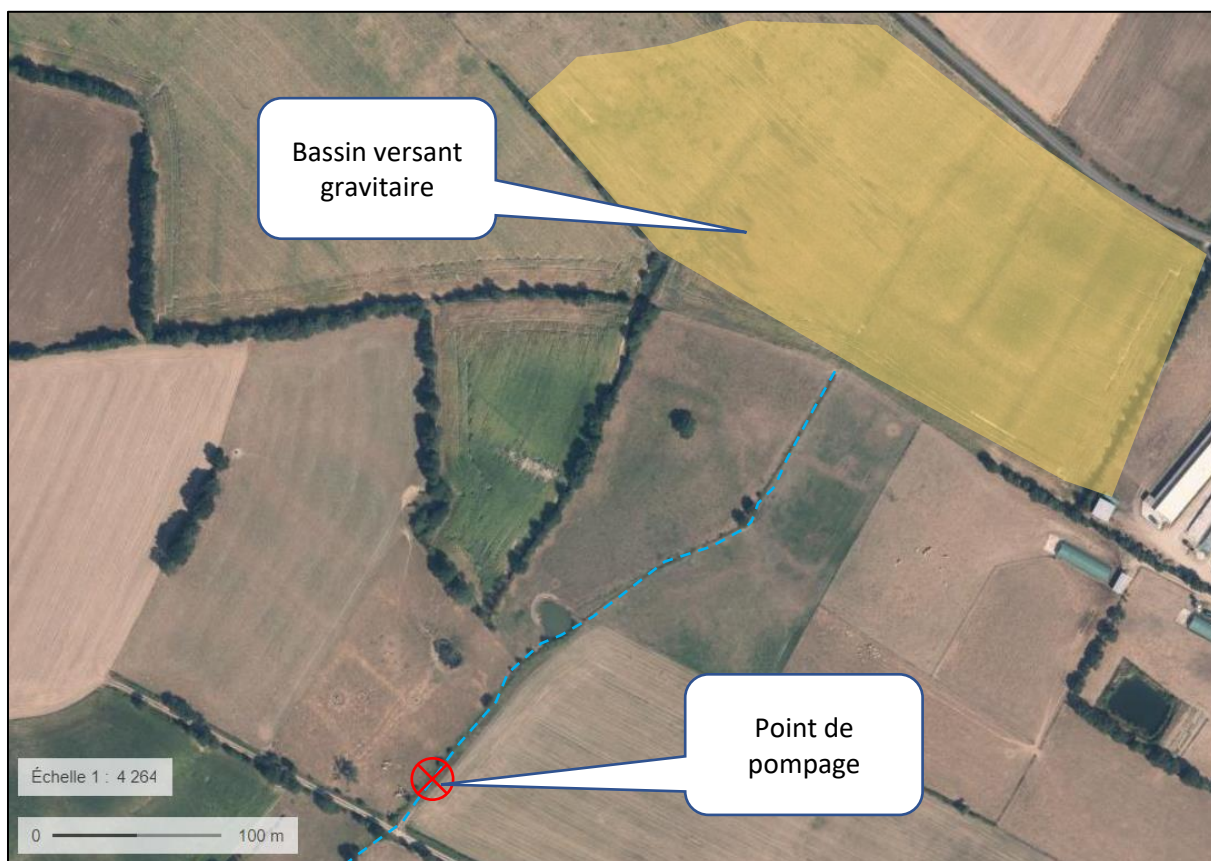 Bassin versant
gravitaire
Point de
pompage
Échelle 1 : 4 264
0 100 m